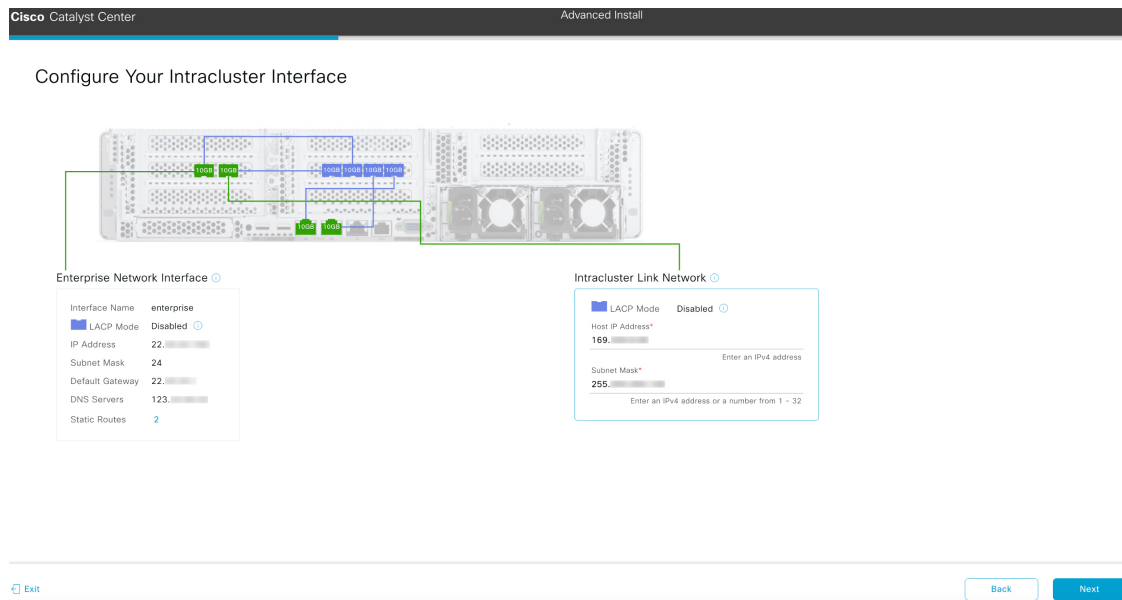 Cisco Catalyst Center
Advanced Install
Configure Your Intracluster Interface
10GB 10GB
10GB 10GB 10GB 10GB
10GB 10GB
Enterprise Network Interface
Interface Name enterprise
LACP Mode Disabled
IP Address 22.
Subnet Mask 24
Default Gateway 22.
DNS Servers 123.
Static Routes 2
Intracluster Link Network
LACP Mode Disabled
Host IP Address*
169.
Enter an IPv4 address
Subnet Mask*
255.
Enter an IPv4 address or a number from 1 - 32
Exit
Back
Next